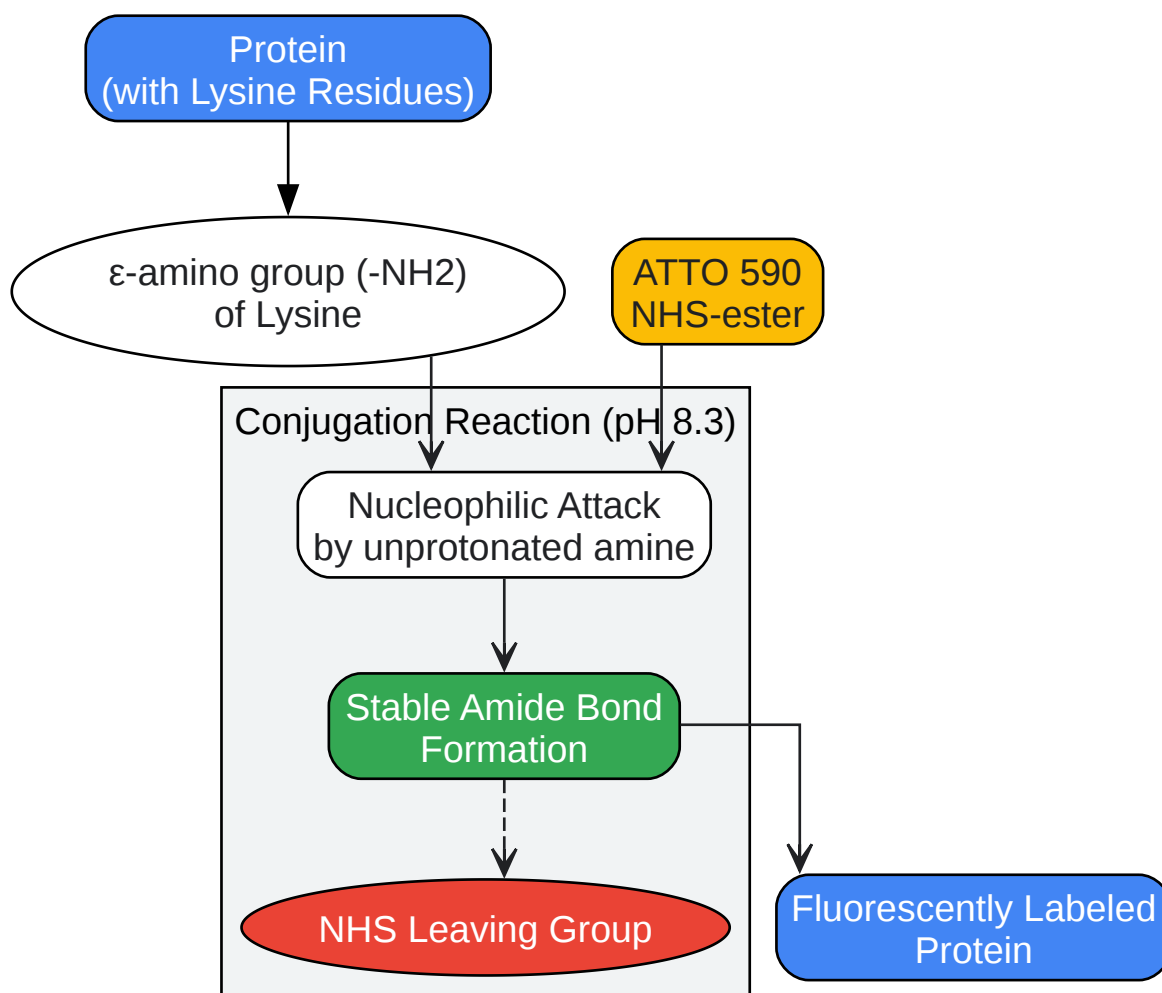 Protein
(with Lysine Residues)
ε-amino group (-NH2)
of Lysine
ATTO 590
NHS-ester
Conjugation Reaction (pH 8.3)
Nucleophilic Attack
by unprotonated amine
Stable Amide Bond
Formation
NHS Leaving Group
Fluorescently Labeled
Protein